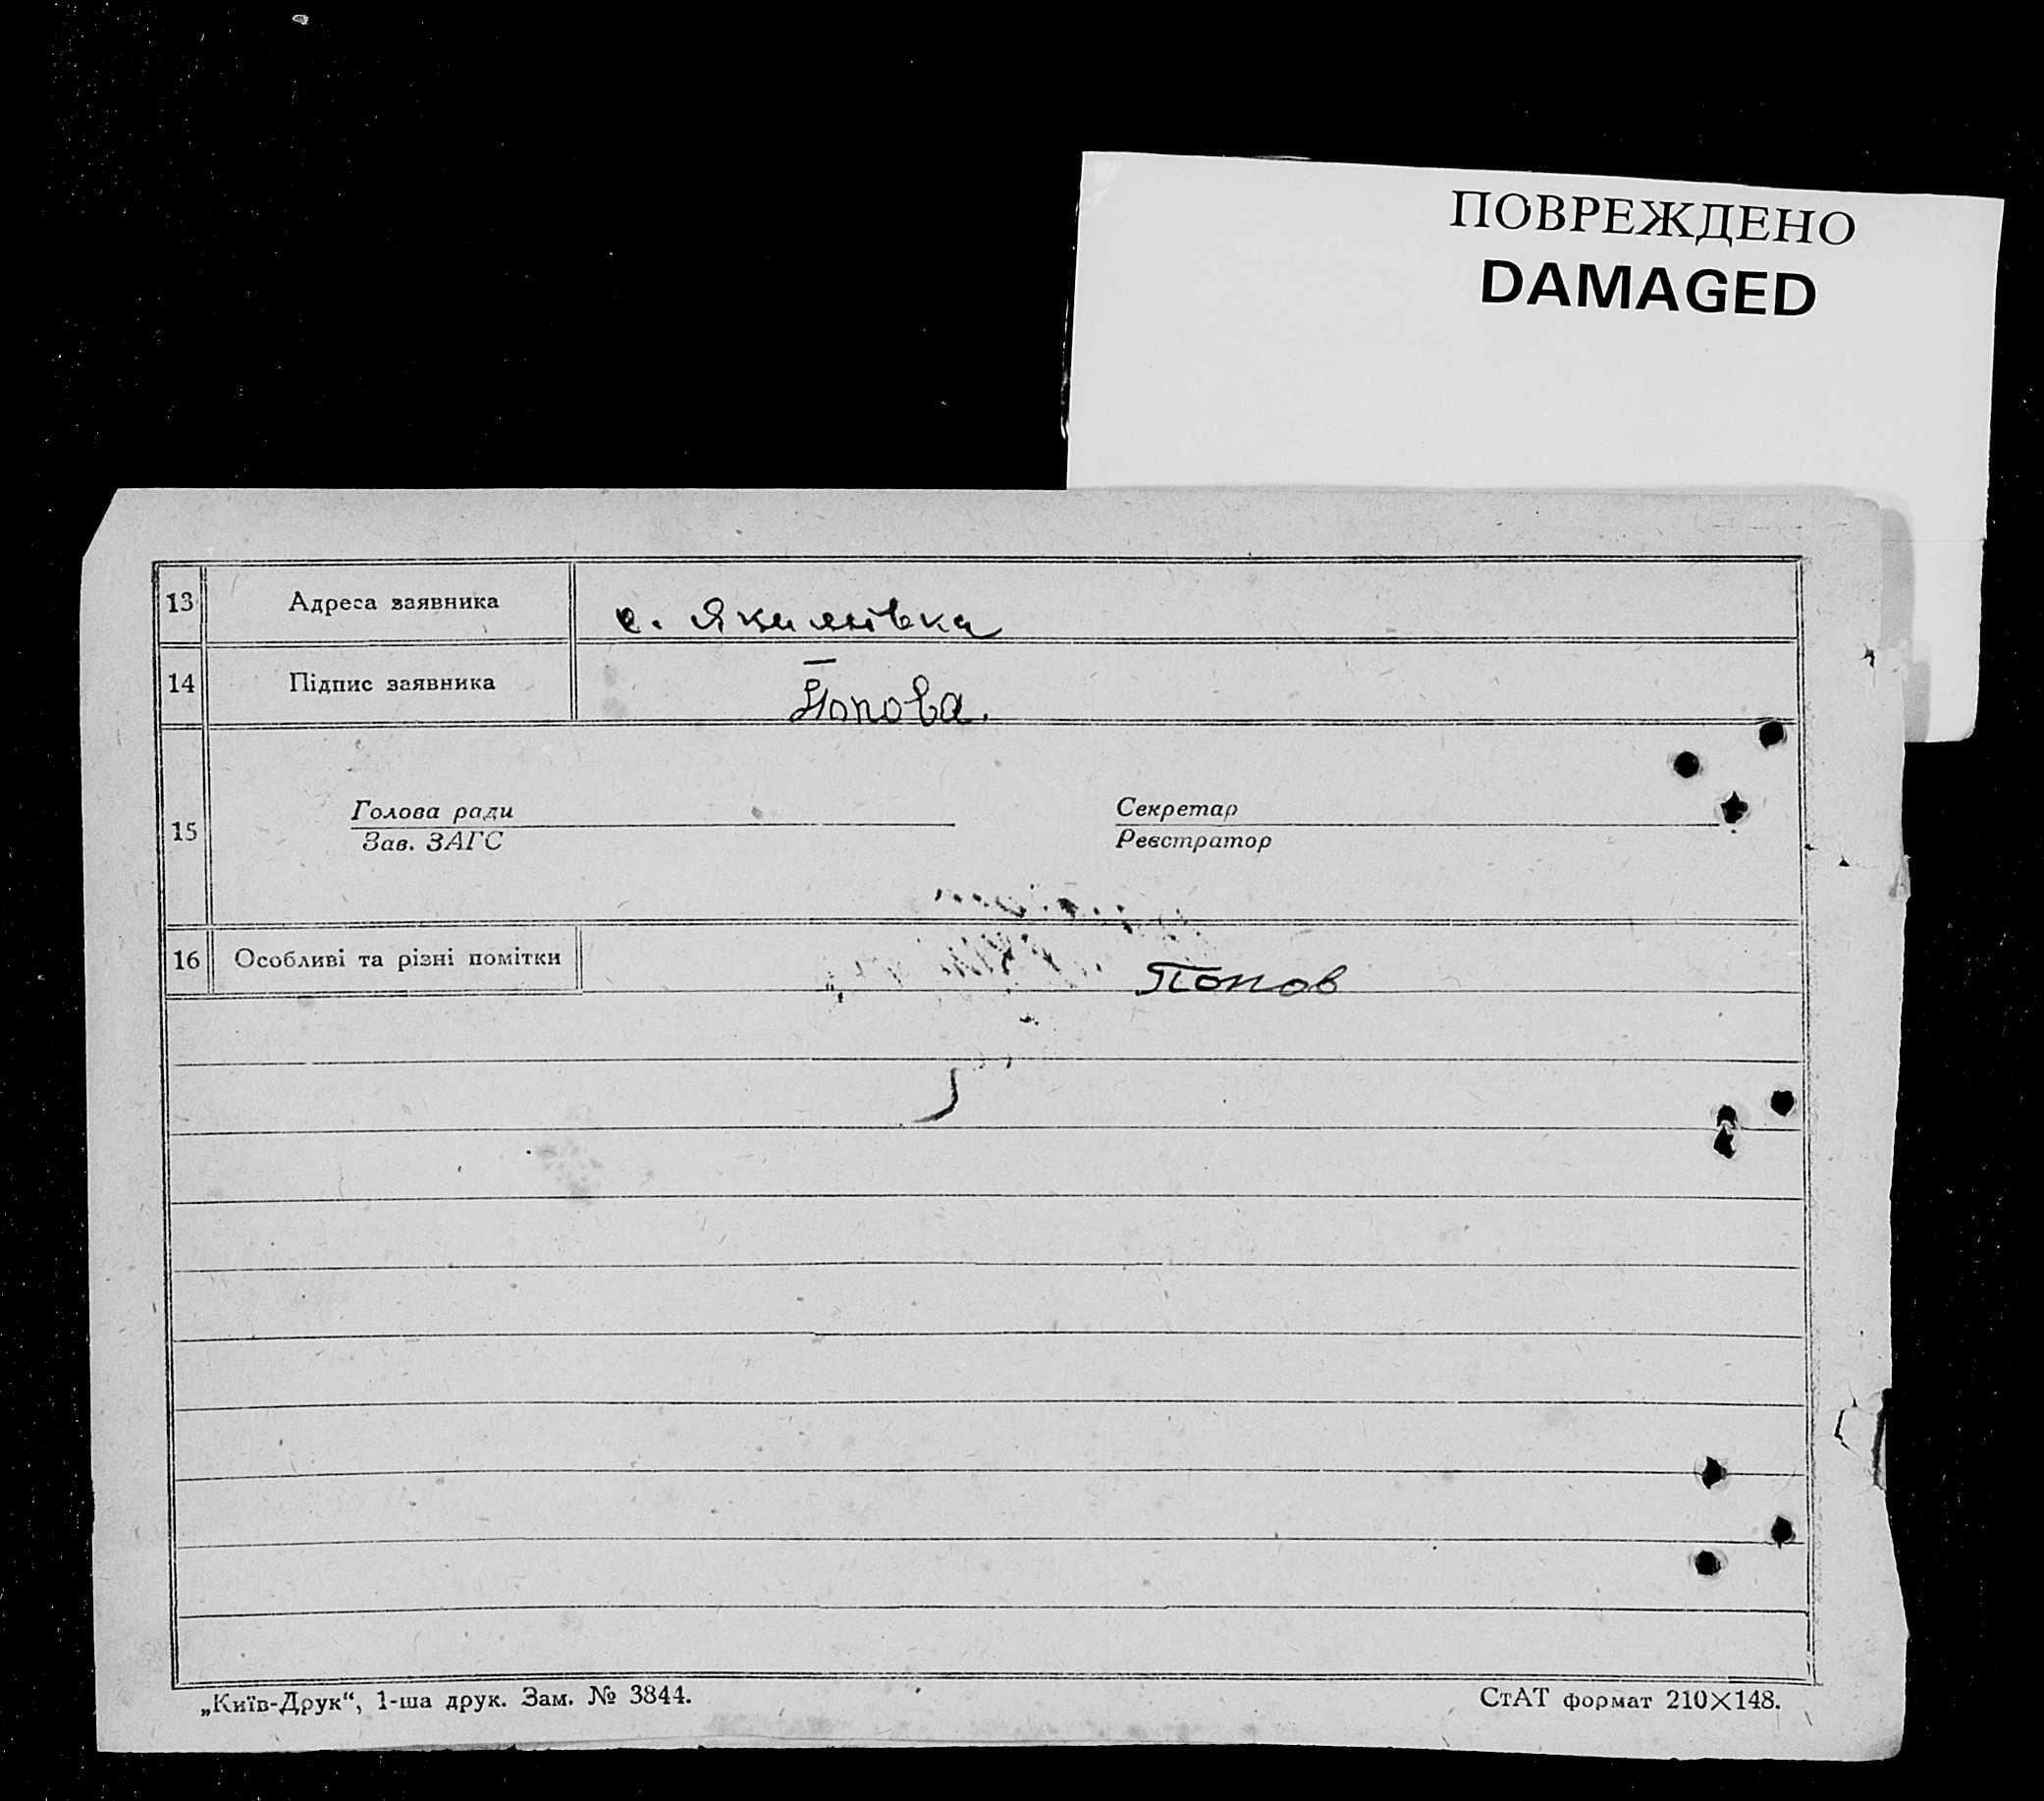 ПОВРЕЖДЕНО
DAMAGED
13 Адреса заявника с. Якимівка
14 Підпис заявника Попова.
15 Голова ради Секретар
Зав. ЗАГС Реєстратор
16 Особливі та різні помітки Попов
„Київ-Друк“, 1-ша друк. Зам. № 3844. СтАТ формат 210×148.